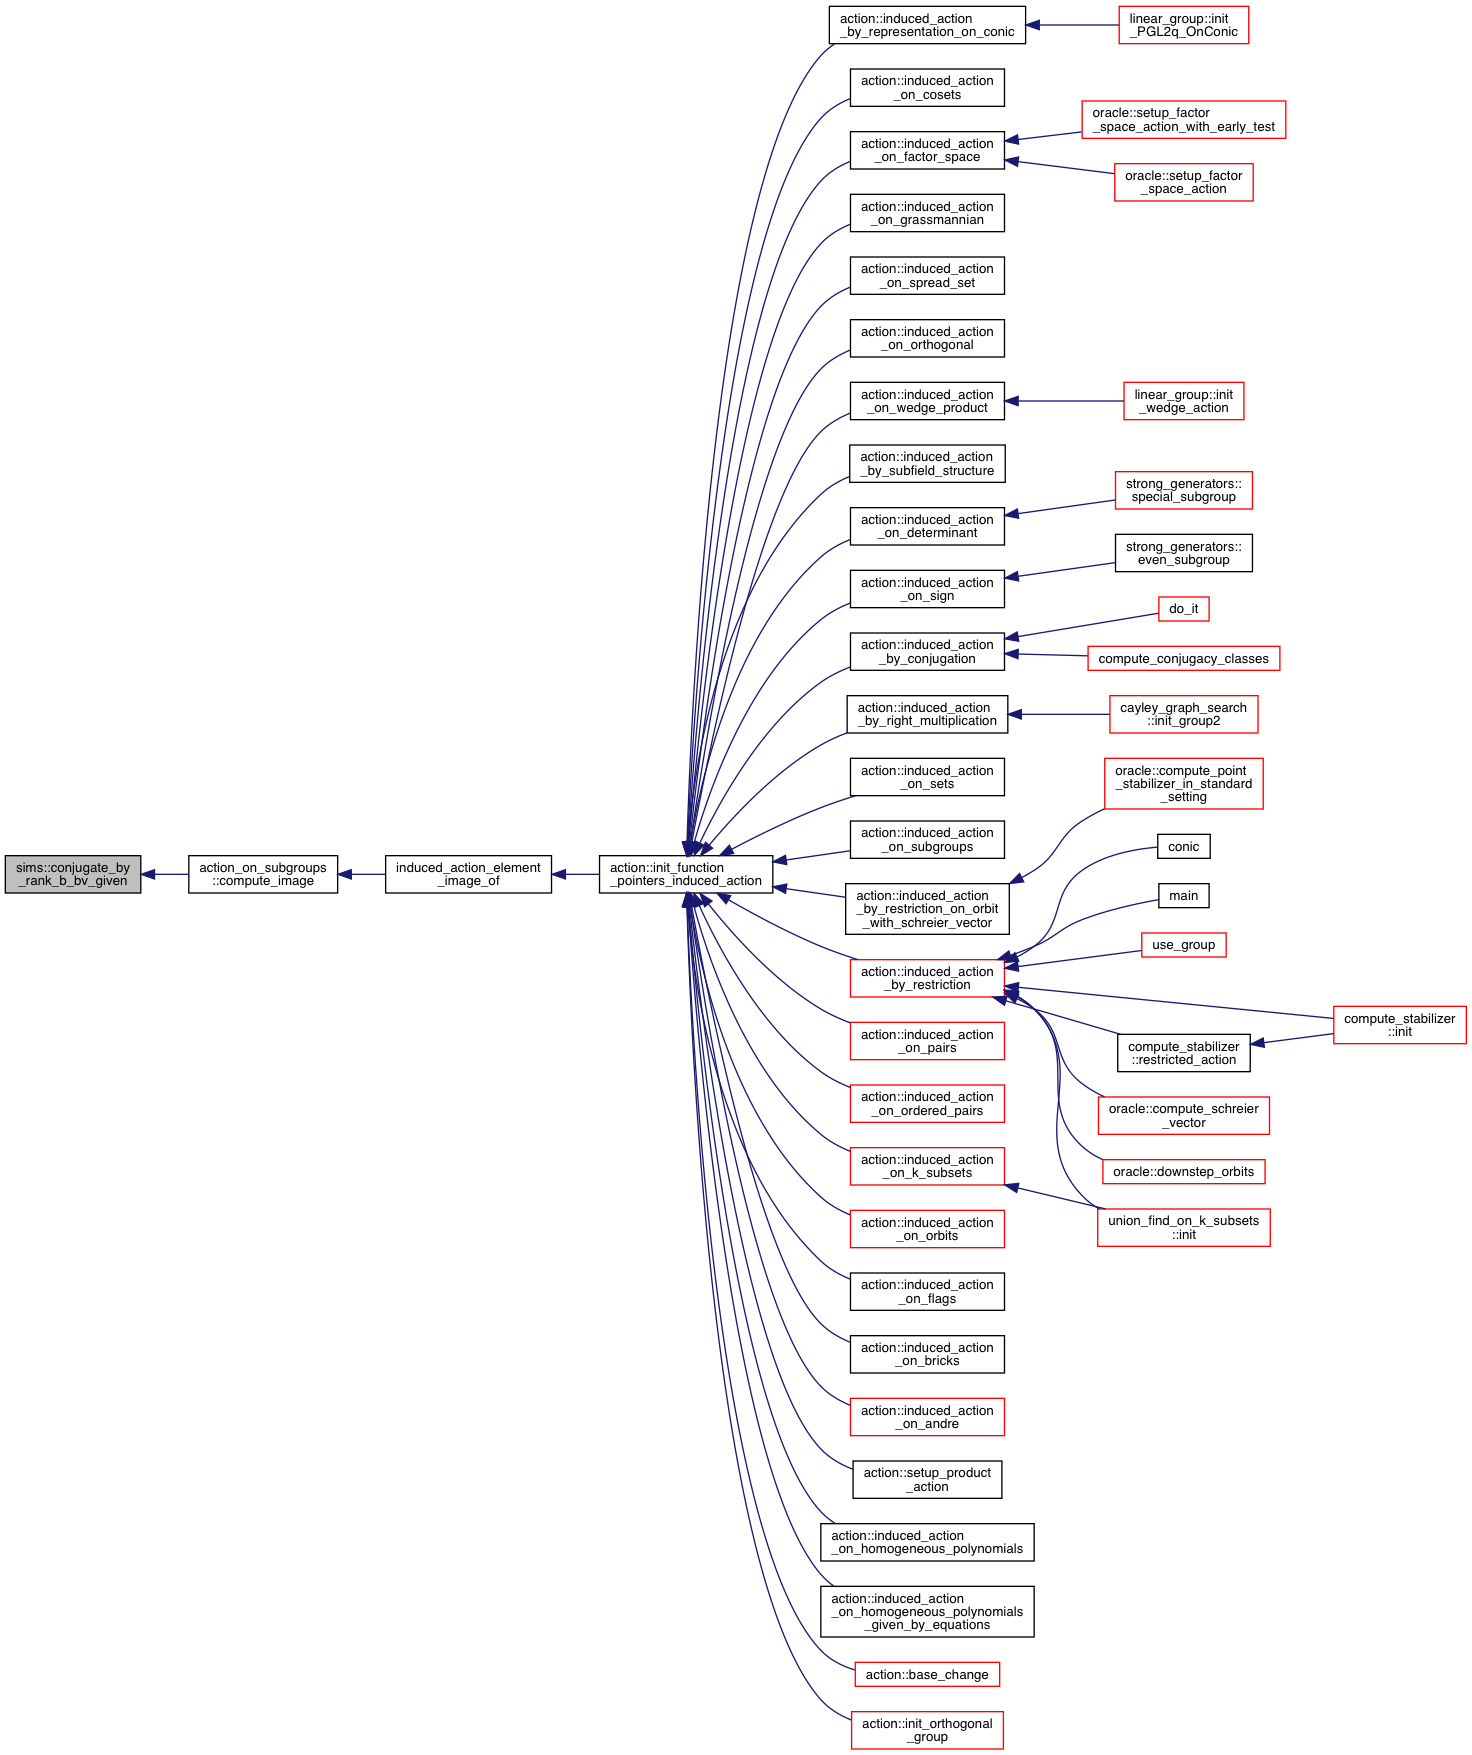 sims::conjugate_by
_rank_b_bv_given
action_on_subgroups
::compute_image
induced_action_element
_image_of
action::init_function
_pointers_induced_action
action::induced_action
_by_representation_on_conic
linear_group::init
_PGL2q_OnConic
action::induced_action
_on_cosets
action::induced_action
_on_factor_space
oracle::setup_factor
_space_action_with_early_test
oracle::setup_factor
_space_action
action::induced_action
_on_grassmannian
action::induced_action
_on_spread_set
action::induced_action
_on_orthogonal
action::induced_action
_on_wedge_product
linear_group::init
_wedge_action
action::induced_action
_by_subfield_structure
action::induced_action
_on_determinant
strong_generators::
special_subgroup
action::induced_action
_on_sign
strong_generators::
even_subgroup
action::induced_action
_by_conjugation
do_it
compute_conjugacy_classes
action::induced_action
_by_right_multiplication
cayley_graph_search
::init_group2
action::induced_action
_on_sets
action::induced_action
_on_subgroups
action::induced_action
_by_restriction_on_orbit
_with_schreier_vector
oracle::compute_point
_stabilizer_in_standard
_setting
action::induced_action
_by_restriction
conic
main
use_group
compute_stabilizer
::restricted_action
compute_stabilizer
::init
oracle::compute_schreier
_vector
oracle::downstep_orbits
union_find_on_k_subsets
::init
action::induced_action
_on_pairs
action::induced_action
_on_ordered_pairs
action::induced_action
_on_k_subsets
action::induced_action
_on_orbits
action::induced_action
_on_flags
action::induced_action
_on_bricks
action::induced_action
_on_andre
action::setup_product
_action
action::induced_action
_on_homogeneous_polynomials
action::induced_action
_on_homogeneous_polynomials
_given_by_equations
action::base_change
action::init_orthogonal
_group